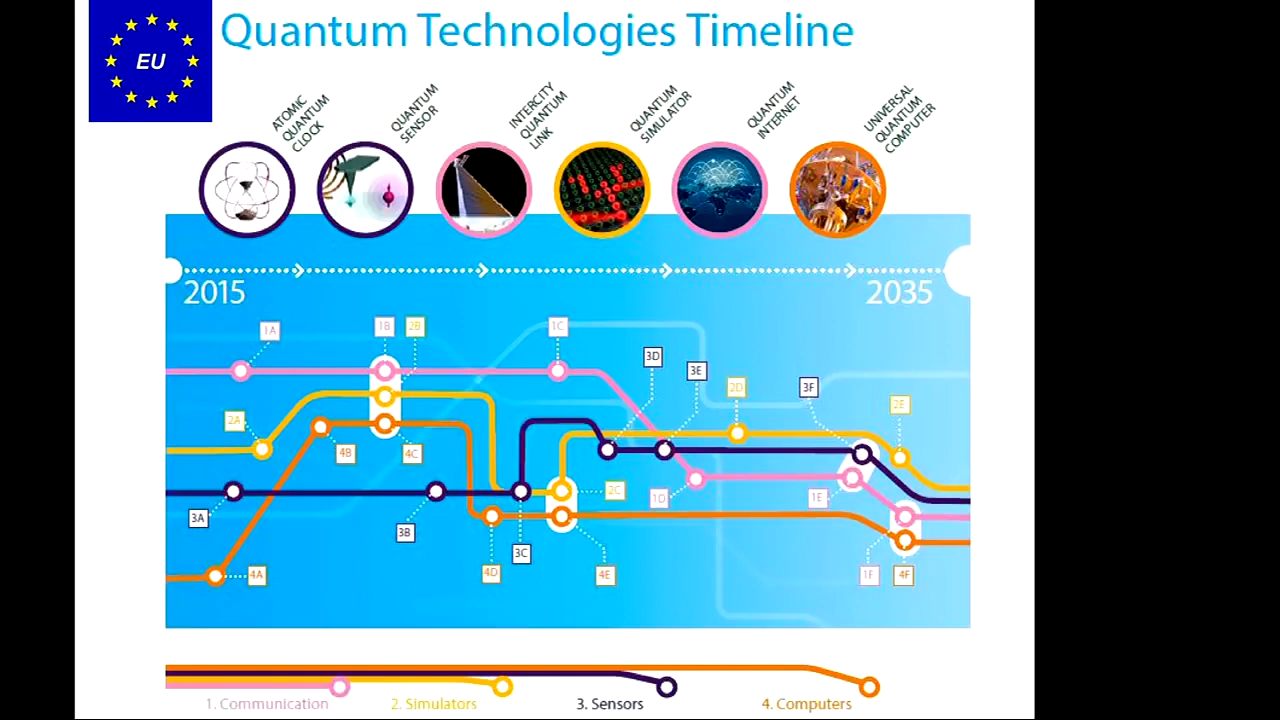 EU
Quantum Technologies Timeline
ATOMIC
QUANTUM
CLOCK
QUANTUM
SENSOR
INTERCITY
QUANTUM
LINK
QUANTUM
SIMULATOR
QUANTUM
INTERNET
UNIVERSAL
QUANTUM
COMPUTER
2015
2035
1A
1B
2B
1C
3D
3E
2D
3F
2E
2A
4B
4C
2C
1D
1E
3A
3B
3C
4A
4D
4E
1F
4F
1. Communication
2. Simulators
3. Sensors
4. Computers